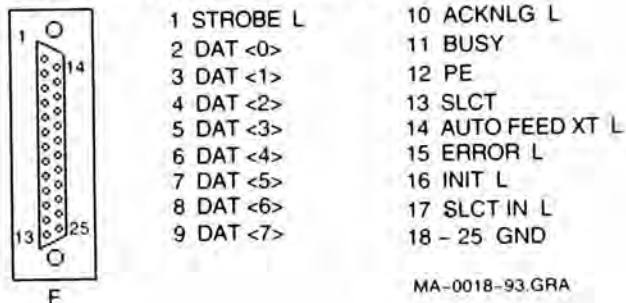 1
14
13
25
F
1 STROBE L
2 DAT <0>
3 DAT <1>
4 DAT <2>
5 DAT <3>
6 DAT <4>
7 DAT <5>
8 DAT <6>
9 DAT <7>
10 ACKNLG L
11 BUSY
12 PE
13 SLCT
14 AUTO FEED XT L
15 ERROR L
16 INIT L
17 SLCT IN L
18 - 25 GND
MA-0018-93.GRA